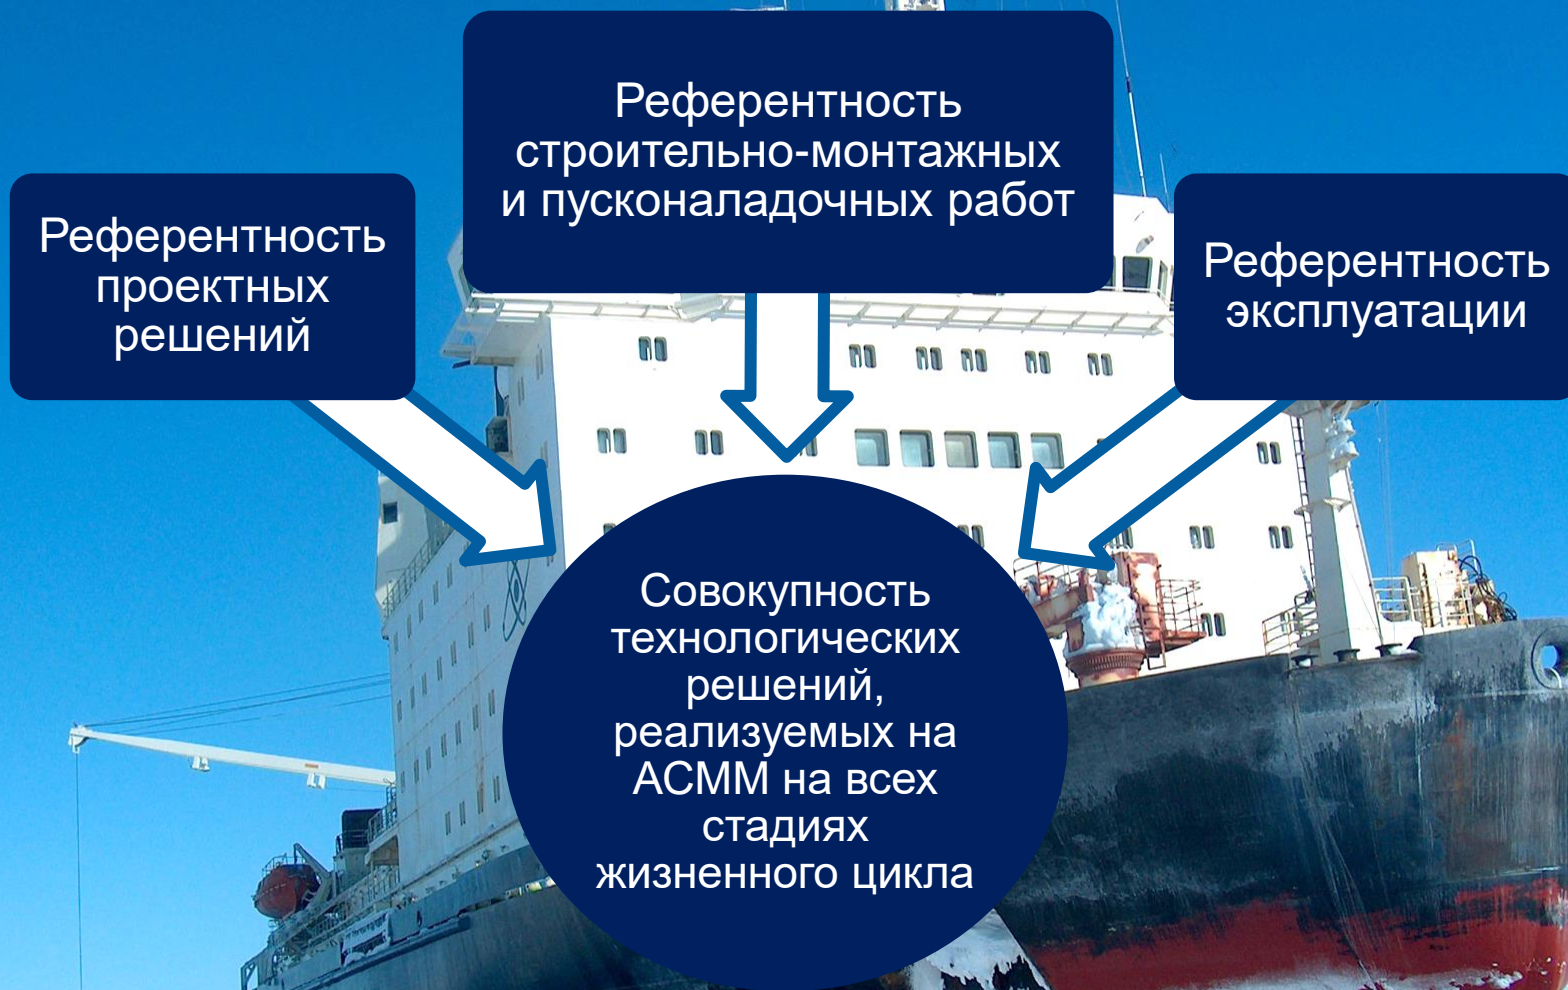 Референтность
строительно-монтажных
и пусконаладочных работ
Референтность
проектных
решений
Референтность
эксплуатации
Совокупность
технологических
решений,
реализуемых на
АСММ на всех
стадиях
жизненного цикла